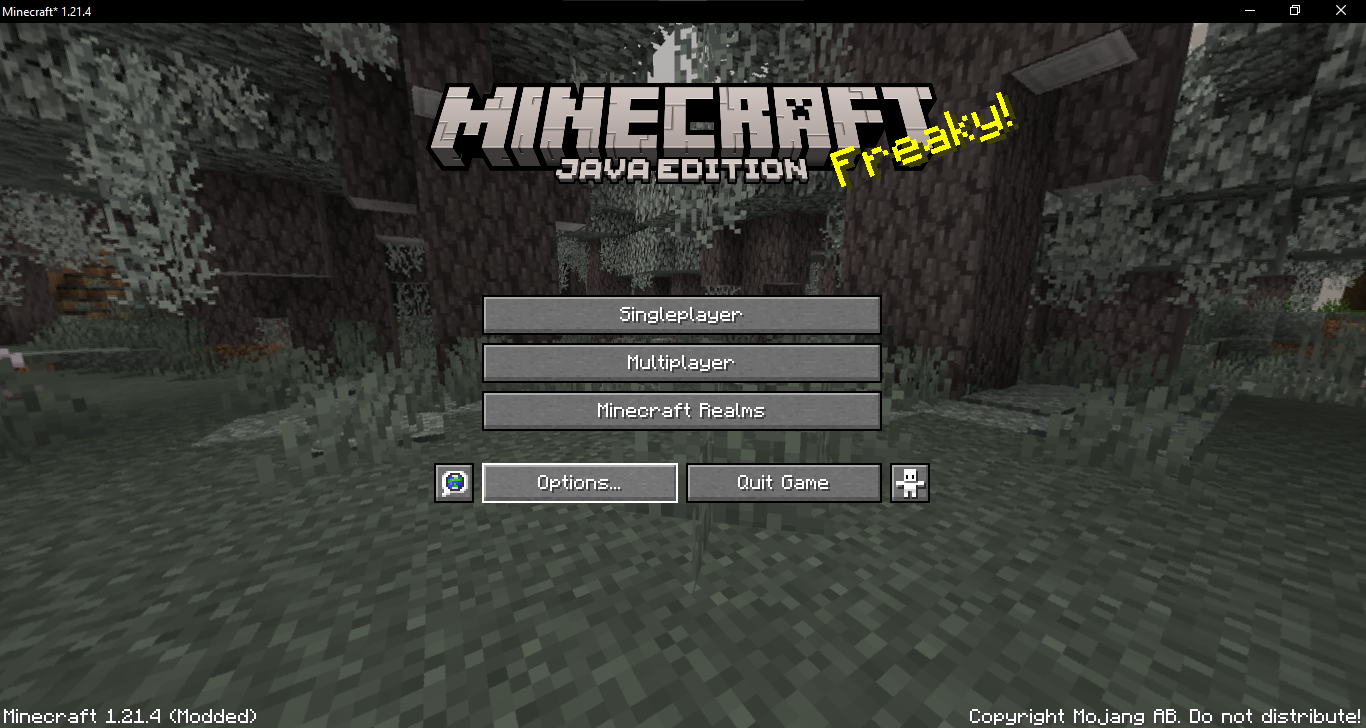 Minecraft* 1.21.4
MINECRAFT
JAVA EDITION
Freaky!
Singleplayer
Multiplayer
Minecraft Realms
Options...
Quit Game
Minecraft 1.21.4 (Modded)
Copyright Mojang AB. Do not distribute!